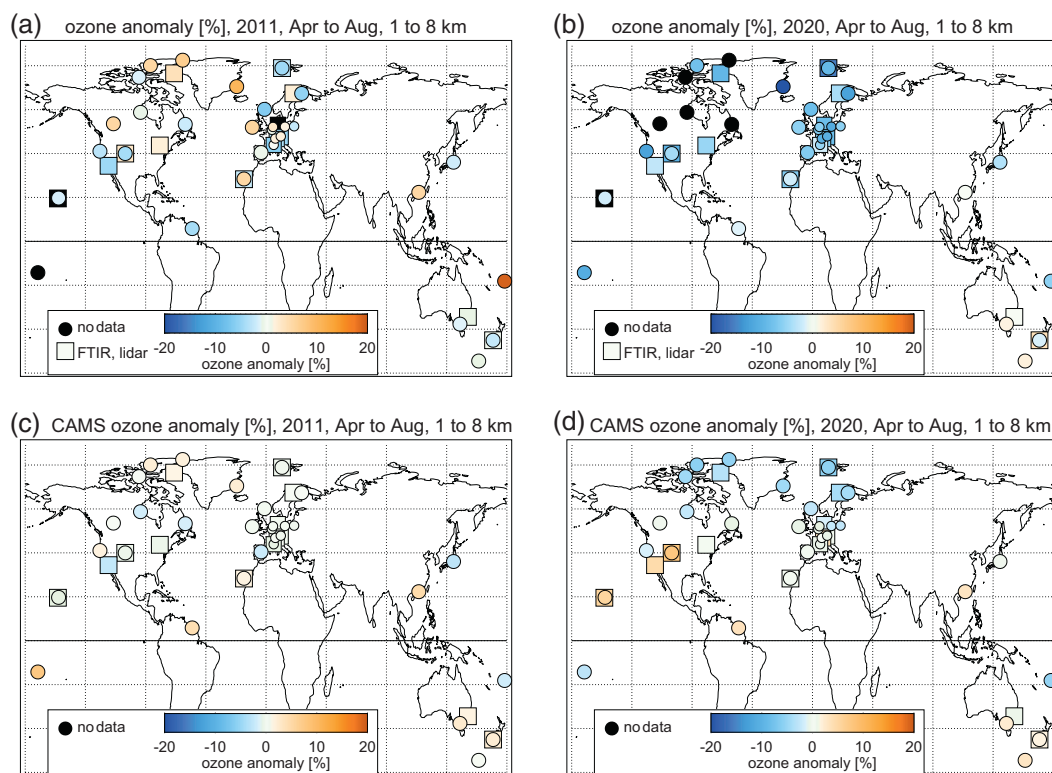 (a) ozone anomaly [%], 2011, Apr to Aug, 1 to 8 km
no data
FTIR, lidar
-20 -10 0 10 20
ozone anomaly [%]
(b) ozone anomaly [%], 2020, Apr to Aug, 1 to 8 km
no data
FTIR, lidar
-20 -10 0 10 20
ozone anomaly [%]
(c) CAMS ozone anomaly [%], 2011, Apr to Aug, 1 to 8 km
no data
-20 -10 0 10 20
ozone anomaly [%]
(d) CAMS ozone anomaly [%], 2020, Apr to Aug, 1 to 8 km
no data
-20 -10 0 10 20
ozone anomaly [%]